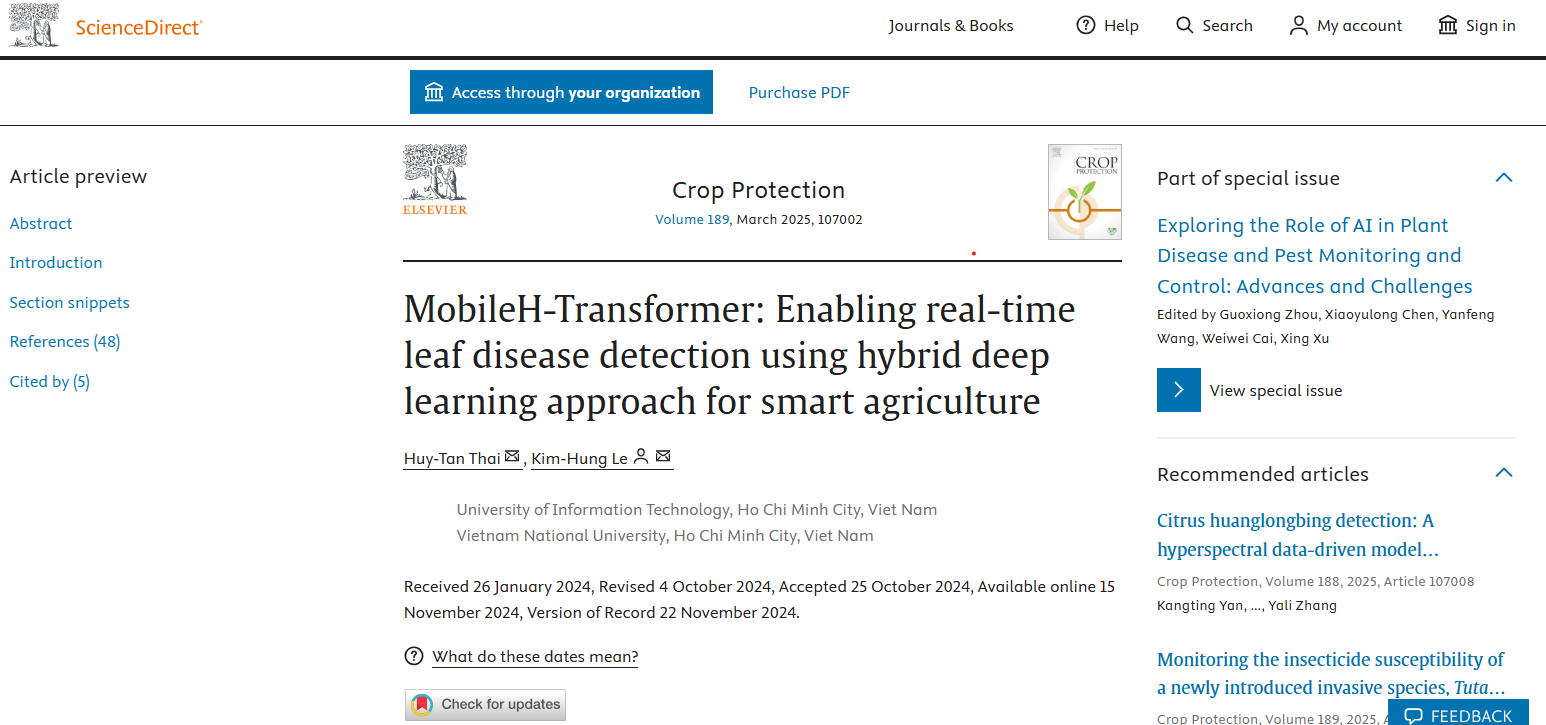 ScienceDirect
Journals & Books
Help
Search
My account
Sign in
Access through your organization
Purchase PDF
Article preview
Abstract
Introduction
Section snippets
References (48)
Cited by (5)
ELSEVIER
Crop Protection
Volume 189, March 2025, 107002
CROP
PROTECTION
MobileH-Transformer: Enabling real-time
leaf disease detection using hybrid deep
learning approach for smart agriculture
Huy-Tan Thai, Kim-Hung Le
University of Information Technology, Ho Chi Minh City, Viet Nam
Vietnam National University, Ho Chi Minh City, Viet Nam
Received 26 January 2024, Revised 4 October 2024, Accepted 25 October 2024, Available online 15
November 2024, Version of Record 22 November 2024.
What do these dates mean?
Check for updates
Part of special issue
Exploring the Role of AI in Plant
Disease and Pest Monitoring and
Control: Advances and Challenges
Edited by Guoxiong Zhou, Xiaoyulong Chen, Yanfeng
Wang, Weiwei Cai, Xing Xu
View special issue
Recommended articles
Citrus huanglongbing detection: A
hyperspectral data-driven model…
Crop Protection, Volume 188, 2025, Article 107008
Kangting Yan, …, Yali Zhang
Monitoring the insecticide susceptibility of
a newly introduced invasive species, Tuta…
Crop Protection, Volume 189, 2025,
FEEDBACK